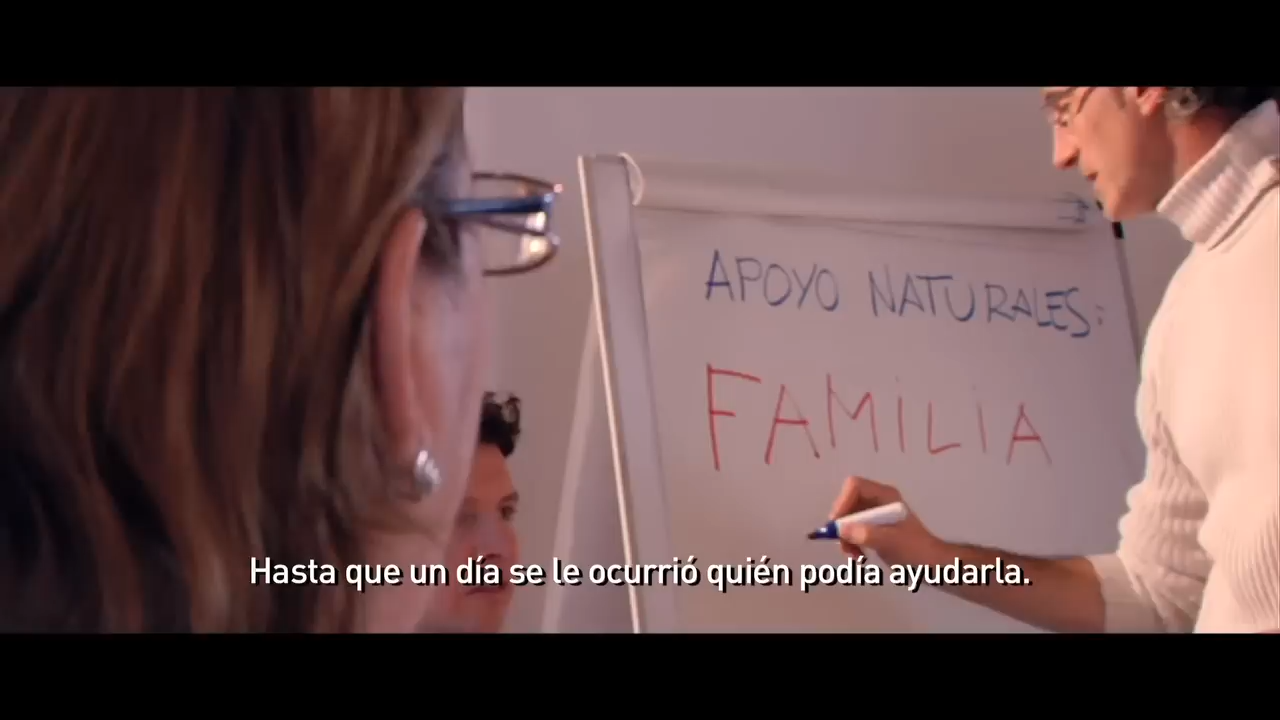 APOYO NATURALES:
FAMILIA
Hasta que un día se le ocurrió quién podía ayudarla.